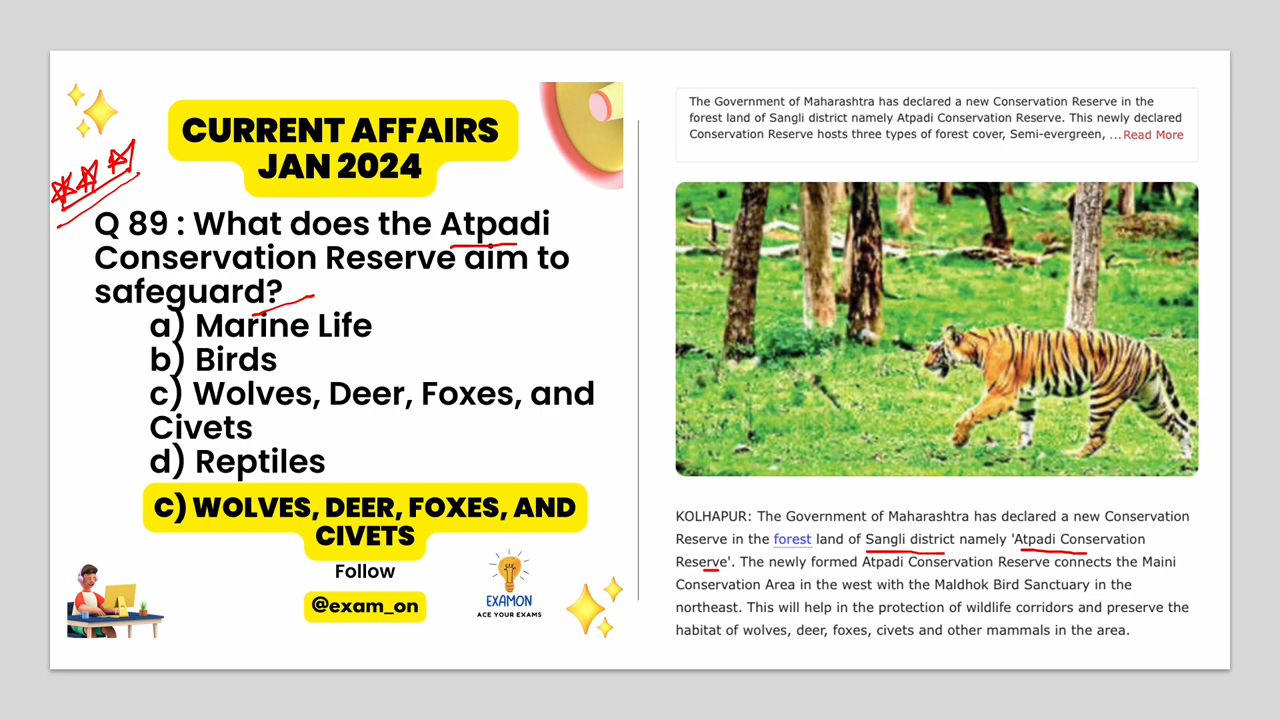 CURRENT AFFAIRS
JAN 2024
Q 89 : What does the Atpadi
Conservation Reserve aim to
safeguard?
a) Marine Life
b) Birds
c) Wolves, Deer, Foxes, and
Civets
d) Reptiles
C) WOLVES, DEER, FOXES, AND
CIVETS
Follow
@exam_on
EXAMON
ACE YOUR EXAMS
The Government of Maharashtra has declared a new Conservation Reserve in the
forest land of Sangli district namely Atpadi Conservation Reserve. This newly declared
Conservation Reserve hosts three types of forest cover, Semi-evergreen, ...Read More
KOLHAPUR: The Government of Maharashtra has declared a new Conservation
Reserve in the forest land of Sangli district namely 'Atpadi Conservation
Reserve'. The newly formed Atpadi Conservation Reserve connects the Maini
Conservation Area in the west with the Maldhok Bird Sanctuary in the
northeast. This will help in the protection of wildlife corridors and preserve the
habitat of wolves, deer, foxes, civets and other mammals in the area.